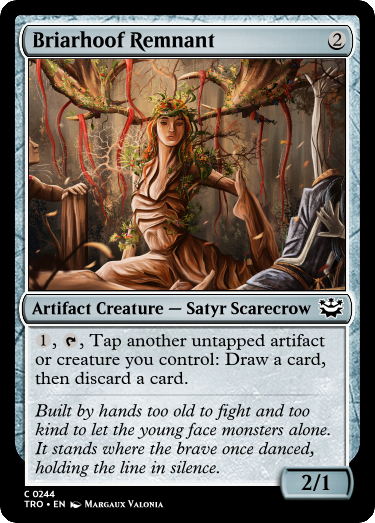 Briarhoof Remnant 2
Artifact Creature — Satyr Scarecrow
1, Tap another untapped artifact
or creature you control: Draw a card,
then discard a card.
Built by hands too old to fight and too
kind to let the young face monsters alone.
It stands where the brave once danced,
holding the line in silence.
2/1
C 0244
TRO • EN Margaux Valonia